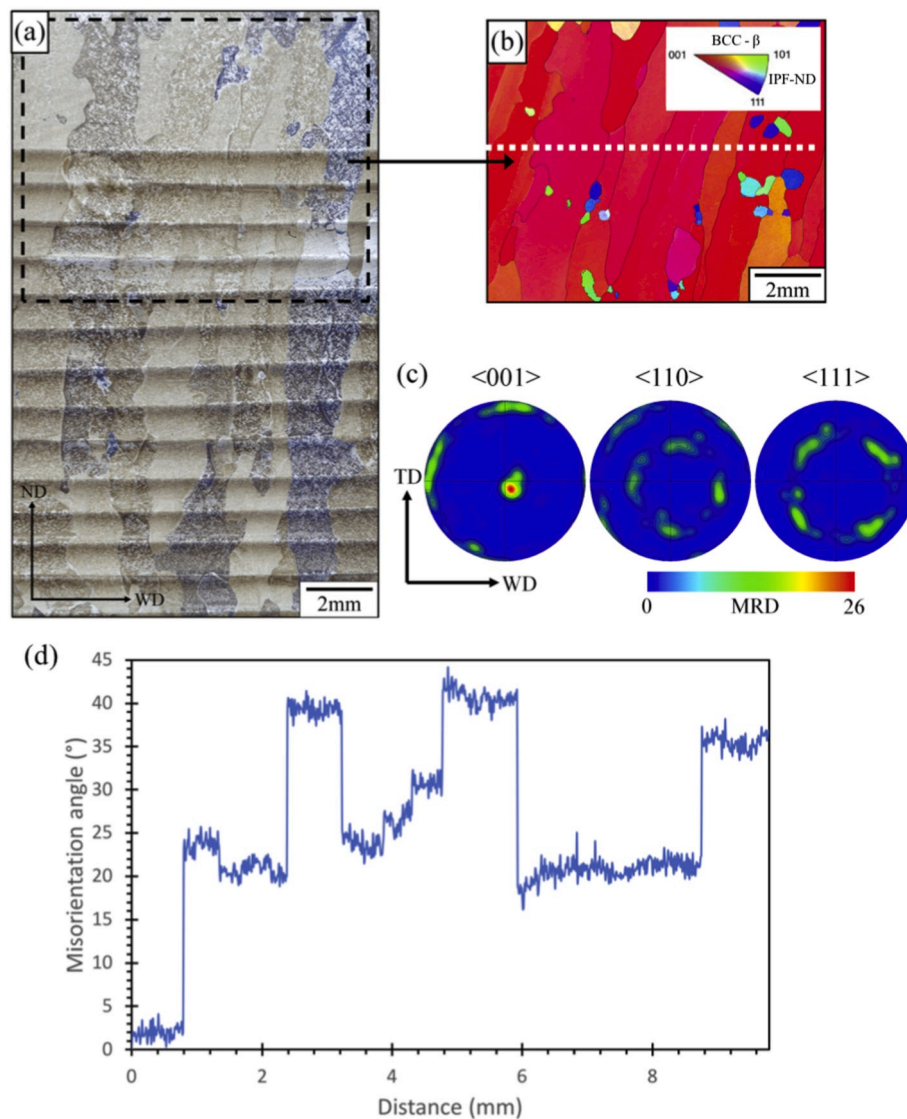 (a)
ND
WD
2mm
(b)
BCC - β
001
101
IPF-ND
111
2mm
(c)
<001>
<110>
<111>
TD
WD
0
MRD
26
(d)
45
40
35
30
25
20
15
10
5
0
Misorientation angle (°)
0
2
4
6
8
Distance (mm)